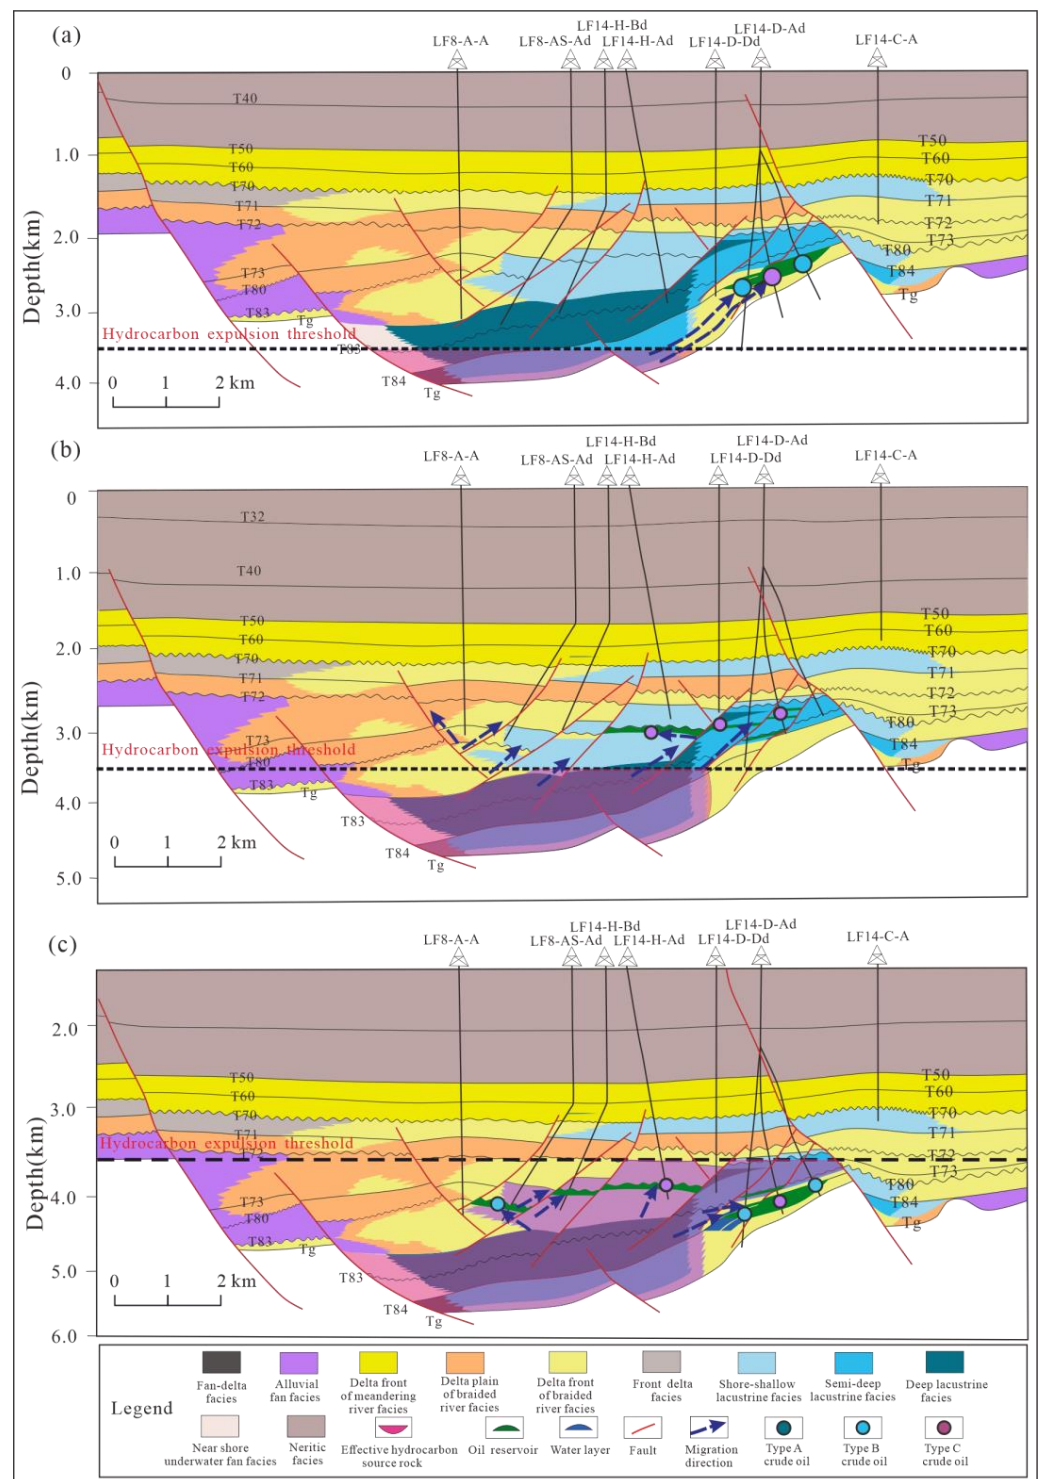 (a)
LF14-H-Bd
LF14-D-Ad
LF8-A-A
LF8-AS-Ad
LF14-H-Ad
LF14-D-Dd
LF14-C-A
0
T40
T50
T50
1.0
T60
T60
T70
T70
T71
T71
T72
T72
2.0
T73
T80
T73
T84
T80
Tg
3.0
T83
Tg
Hydrocarbon expulsion threshold
T83
4.0
T84
Tg
0 1 2 km
Depth(km)
(b)
LF14-H-Bd
LF14-D-Ad
LF8-A-A
LF8-AS-Ad
LF14-H-Ad
LF14-D-Dd
LF14-C-A
0
T32
1.0
T40
T50
T50
T60
T60
2.0
T70
T70
T71
T71
T72
T72
T73
3.0
T73
T80
Hydrocarbon expulsion threshold
T84
T80
Tg
T83
Tg
4.0
T83
0 1 2 km
T84
Tg
5.0
Depth(km)
(c)
LF14-H-Bd
LF14-D-Ad
LF8-A-A
LF8-AS-Ad
LF14-H-Ad
LF14-D-Dd
LF14-C-A
2.0
T50
T50
T60
T60
3.0
T70
T70
T71
T71
Hydrocarbon expulsion threshold
T72
T72
T73
4.0
T73
T80
T80
T84
T83
Tg
Tg
5.0
T83
0 1 2 km
T84
Tg
6.0
Depth(km)
Legend
Fan-delta
facies
Alluvial
fan facies
Delta front
of meandering
river facies
Delta plain
of braided
river facies
Delta front
of braided
river facies
Front delta
facies
Shore-shallow
lacustrine facies
Semi-deep
lacustrine facies
Deep lacustrine
facies
Near shore
underwater fan facies
Neritic
facies
Effective hydrocarbon
source rock
Oil reservoir
Water layer
Fault
Migration
direction
Type A
crude oil
Type B
crude oil
Type C
crude oil